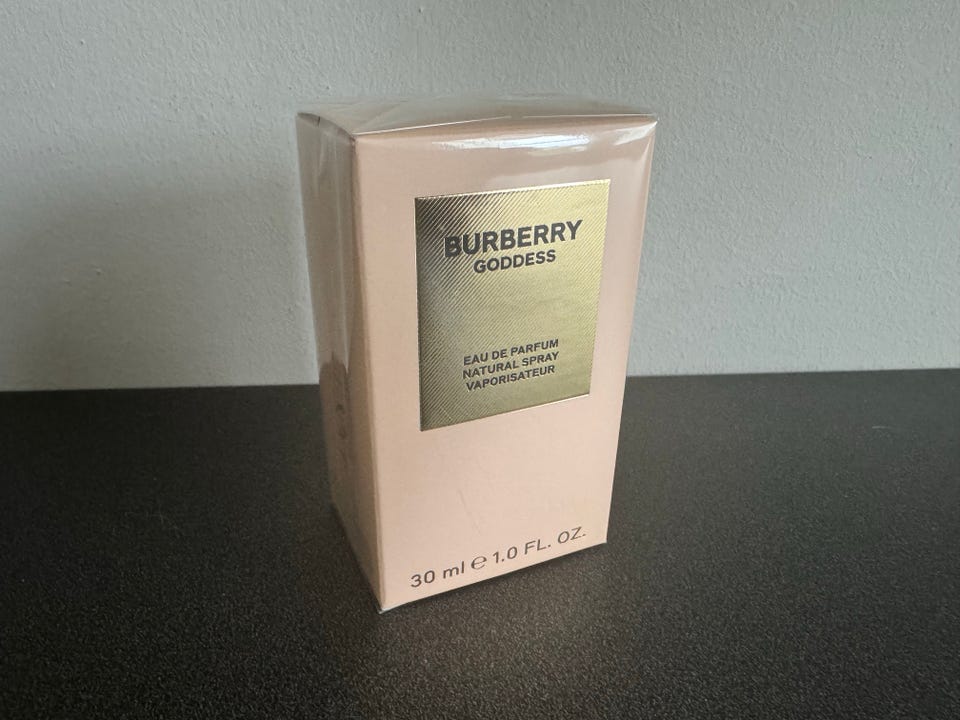 BURBERRY
GODDESS
EAU DE PARFUM
NATURAL SPRAY
VAPORISATEUR
30 ml ℮ 1.0 FL. OZ.